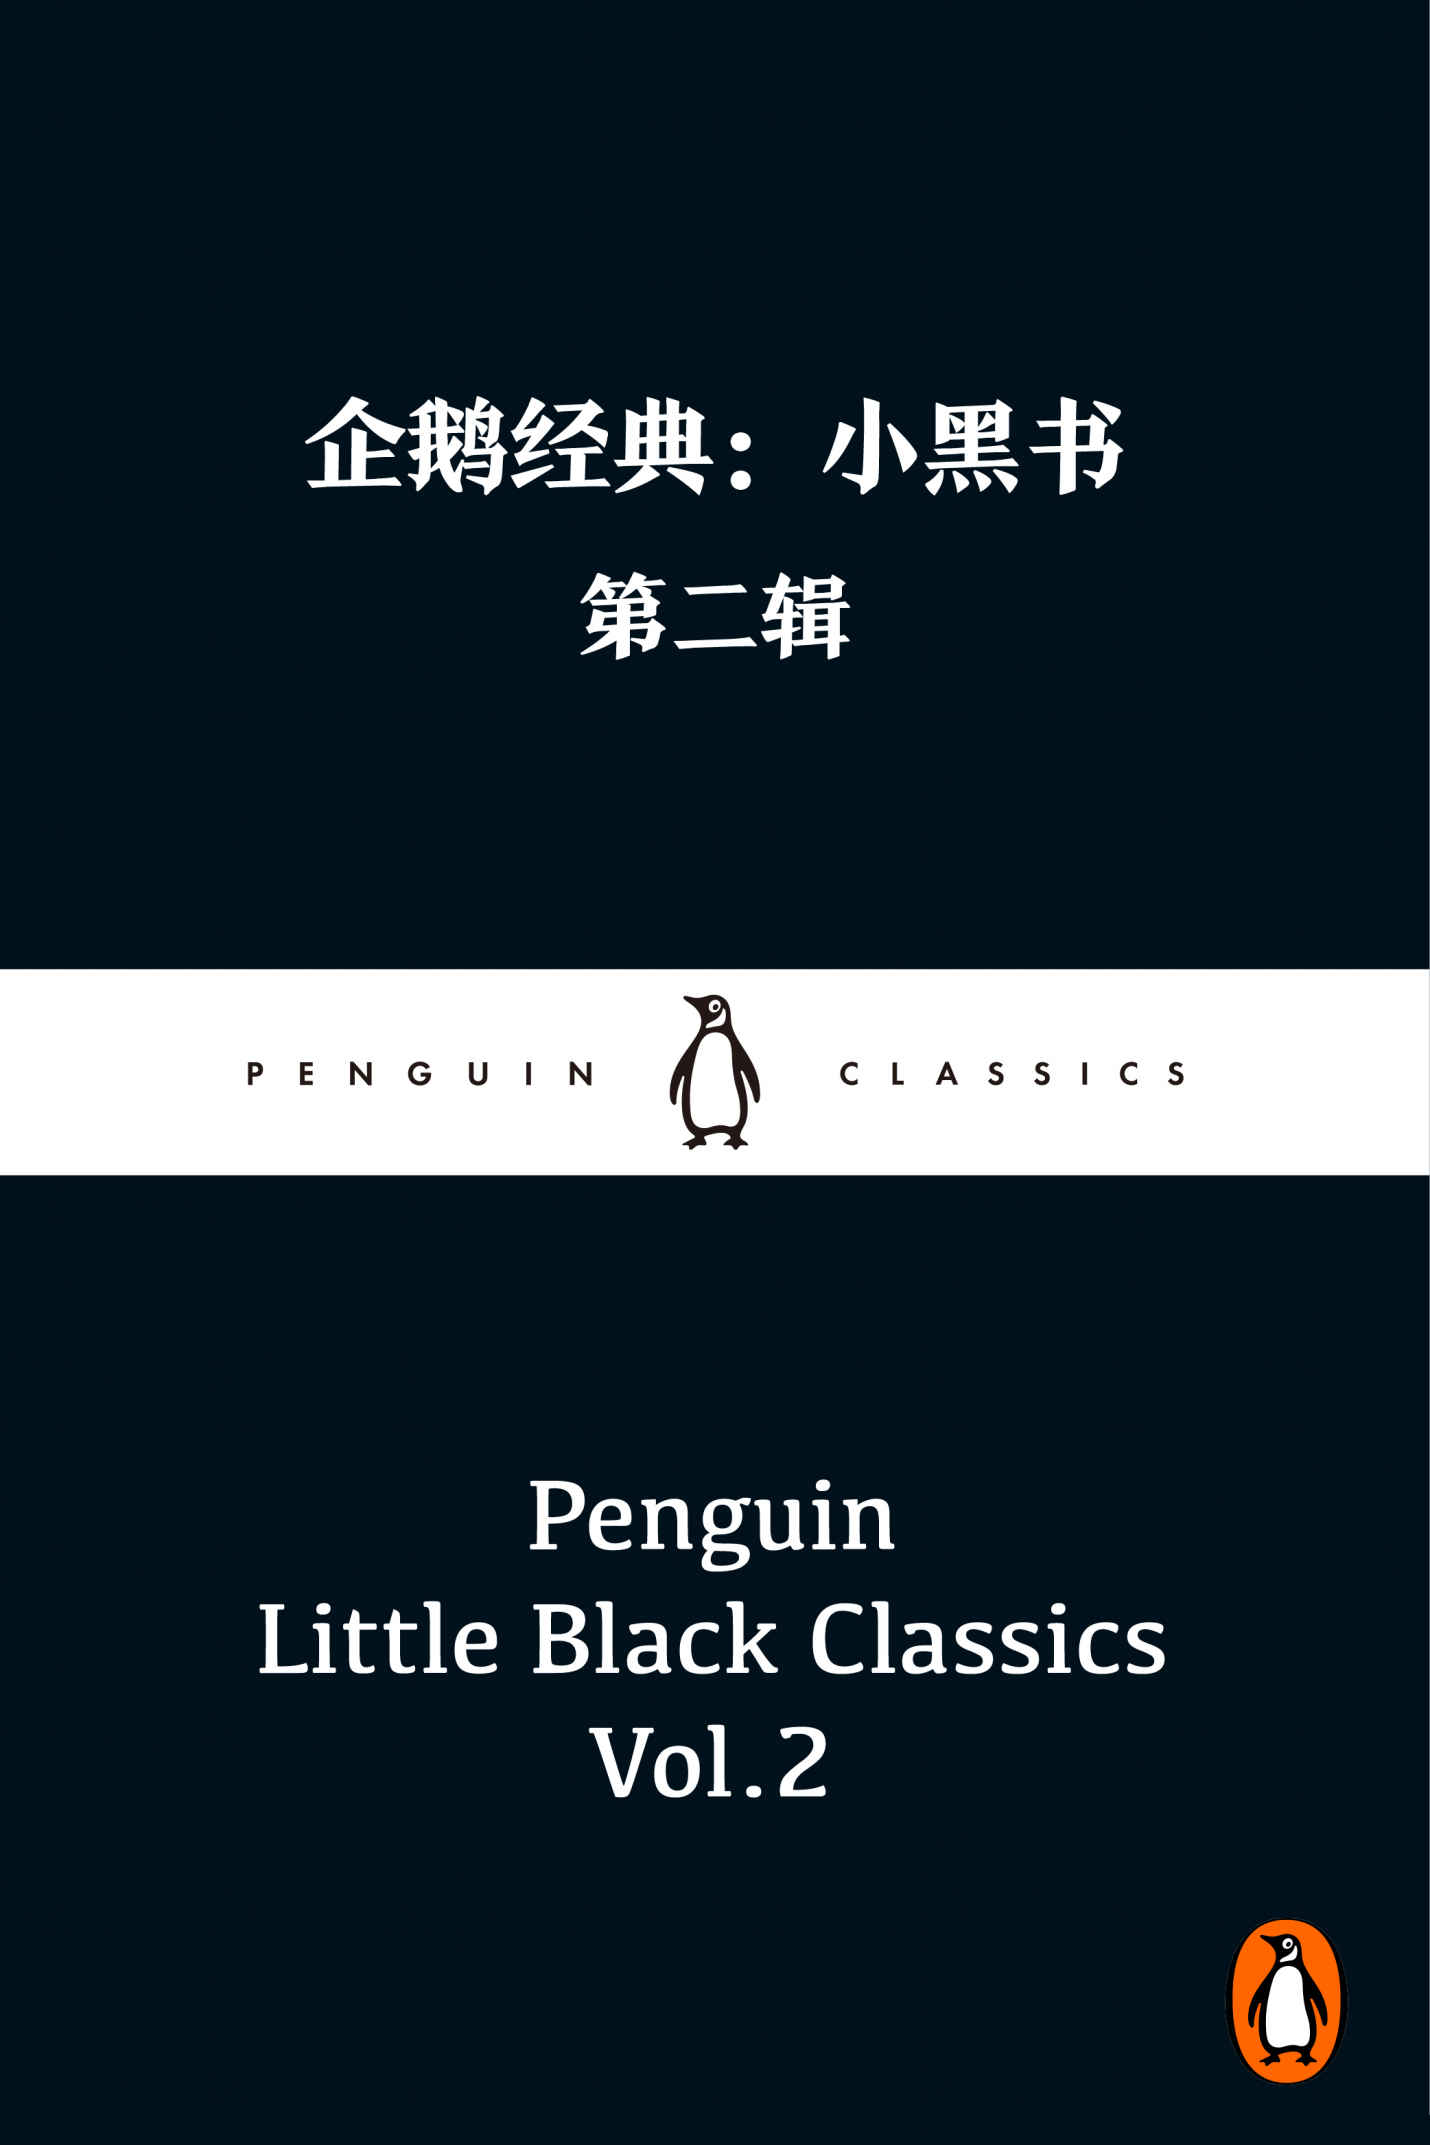 企鹅经典：小黑书
第二辑
PENGUIN CLASSICS
Penguin
Little Black Classics
Vol.2